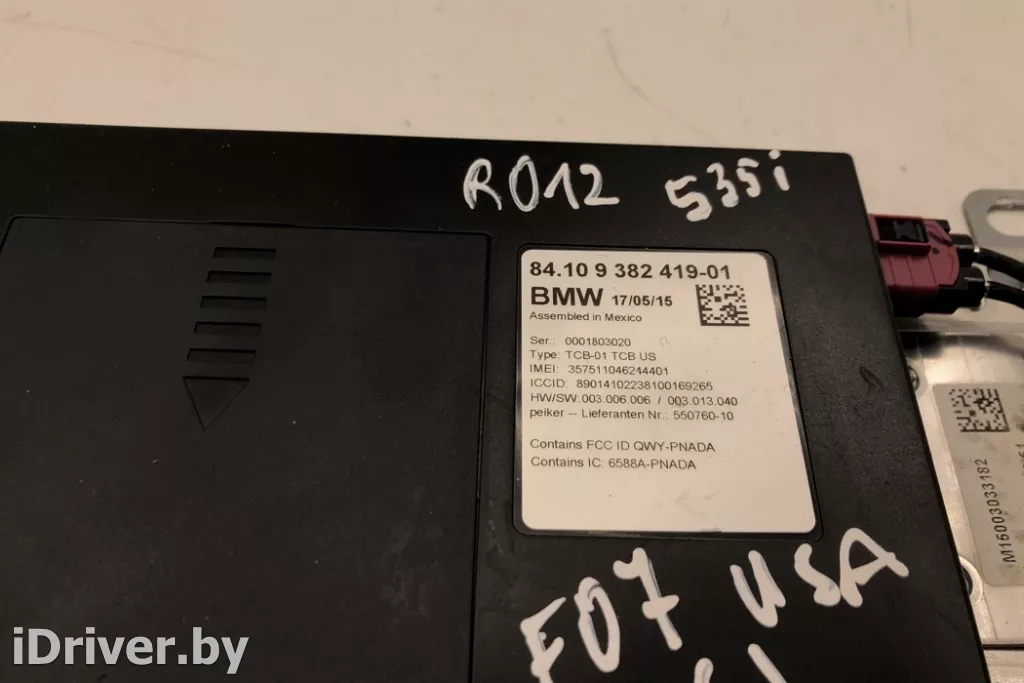 R012 535i
84.10 9 382 419-01
BMW 17/05/15
Assembled in Mexico
Ser.: 0001803020
Type: TCB-01 TCB US
IMEI: 357511046244401
ICCID: 89014102238100169265
HW/SW: 003.006.006 / 003.013.040
peiker -- Lieferanten Nr.: 550760-10
Contains FCC ID QWY-PNADA
Contains IC: 6588A-PNADA
M15003033182
F07 USA
iDriver.by